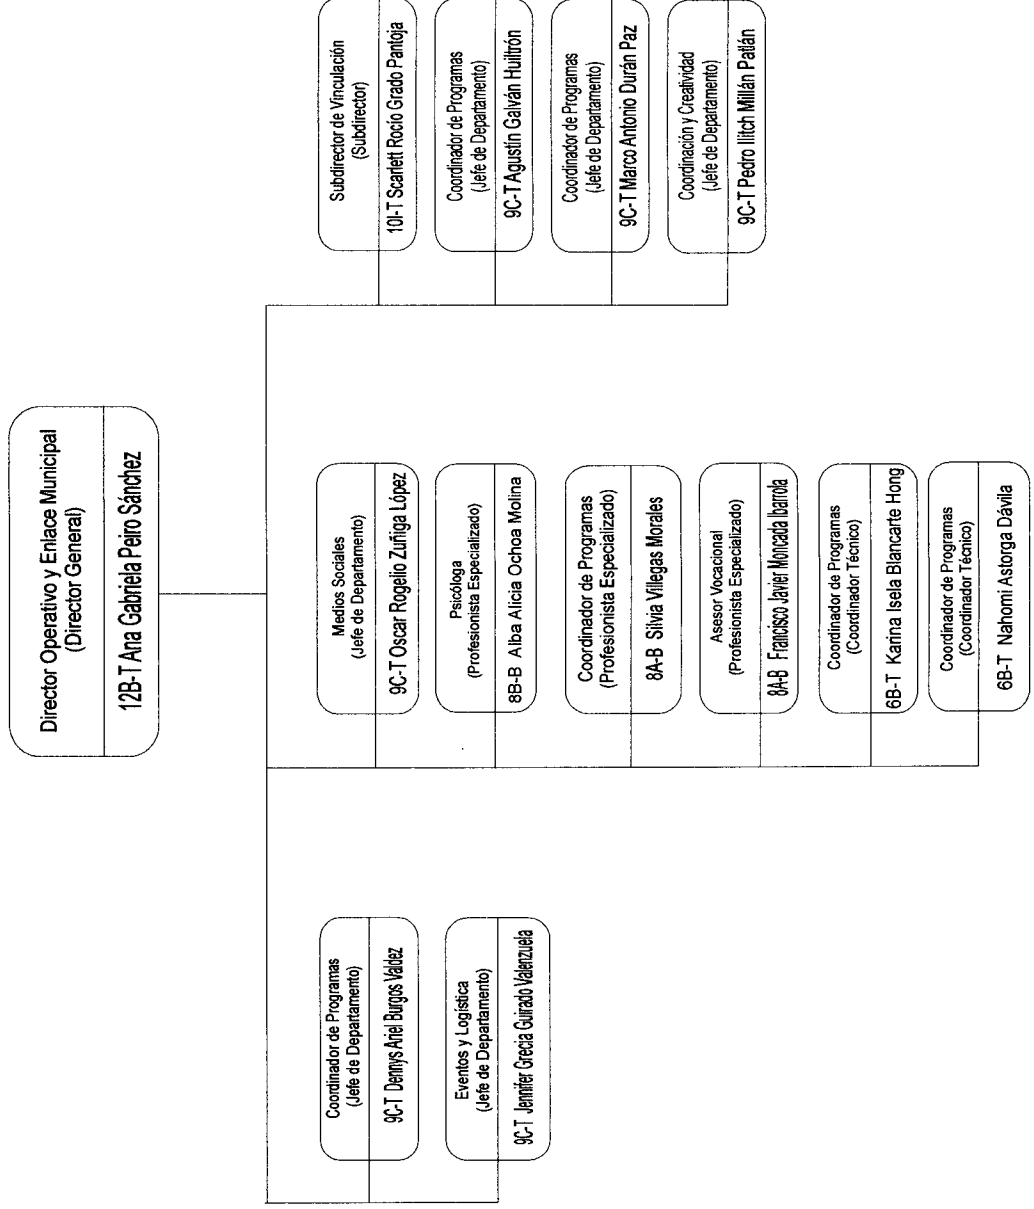 Director Operativo y Enlace Municipal
(Director General)
12B-T Ana Gabriela Peiro Sánchez
Coordinador de Programas
(Jefe de Departamento)
9C-T Dennys Ariel Burgos Valdez
Eventos y Logística
(Jefe de Departamento)
9C-T Jennifer Grecia Guirado Valenzuela
Medios Sociales
(Jefe de Departamento)
9C-T Oscar Rogelio Zuñiga López
Psicóloga
(Profesionista Especializado)
8B-B Alba Alicia Ochoa Molina
Coordinador de Programas
(Profesionista Especializado)
8A-B Silvia Villegas Morales
Asesor Vocacional
(Profesionista Especializado)
8A-B Francisco Javier Moncada Ibarrola
Coordinador de Programas
(Coordinador Técnico)
6B-T Karina Isela Blancarte Hong
Coordinador de Programas
(Coordinador Técnico)
6B-T Nahomi Astorga Dávila
Subdirector de Vinculación
(Subdirector)
10I-T Scarlett Rocío Grado Pantoja
Coordinador de Programas
(Jefe de Departamento)
9C-T Agustín Galván Huiltrón
Coordinador de Programas
(Jefe de Departamento)
9C-T Marco Antonio Durán Paz
Coordinación y Creatividad
(Jefe de Departamento)
9C-T Pedro Ilitch Millán Patlán